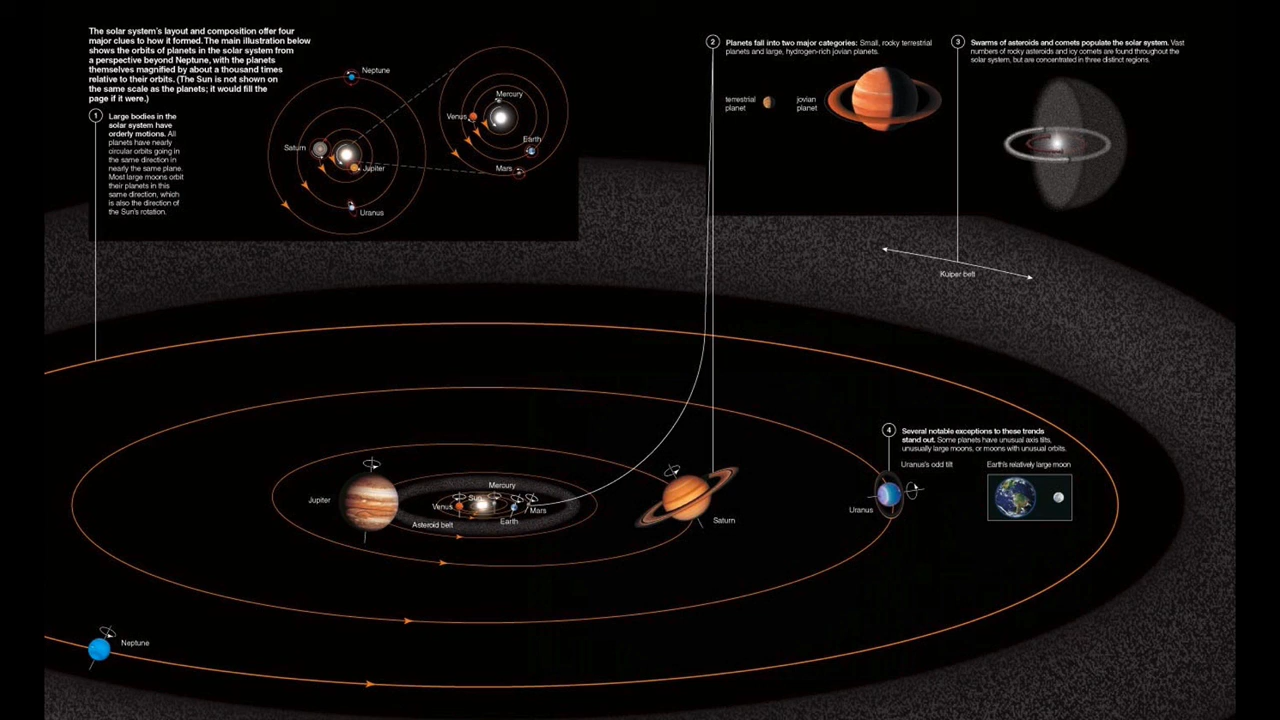 The solar system's layout and composition offer four
major clues to how it formed. The main illustration below
shows the orbits of planets in the solar system from
a perspective beyond Neptune, with the planets
themselves magnified by about a thousand times
relative to their orbits. (The Sun is not shown on
the same scale as the planets; it would fill the
page if it were.)
1
Large bodies in the
solar system have
orderly motions. All
planets have nearly
circular orbits going in
the same direction in
nearly the same plane.
Most large moons orbit
their planets in this
same direction, which
is also the direction of
the Sun's rotation.
Neptune
Saturn
Jupiter
Uranus
Mercury
Venus
Earth
Mars
2
Planets fall into two major categories: Small, rocky terrestrial
planets and large, hydrogen-rich jovian planets.
terrestrial
planet
jovian
planet
3
Swarms of asteroids and comets populate the solar system. Vast
numbers of rocky asteroids and icy comets are found throughout the
solar system, but are concentrated in three distinct regions.
Kuiper belt
4
Several notable exceptions to these trends
stand out. Some planets have unusual axis tilts,
unusually large moons, or moons with unusual orbits.
Uranus's odd tilt
Earth's relatively large moon
Jupiter
Mercury
Sun
Venus
Earth
Mars
Asteroid belt
Saturn
Uranus
Neptune